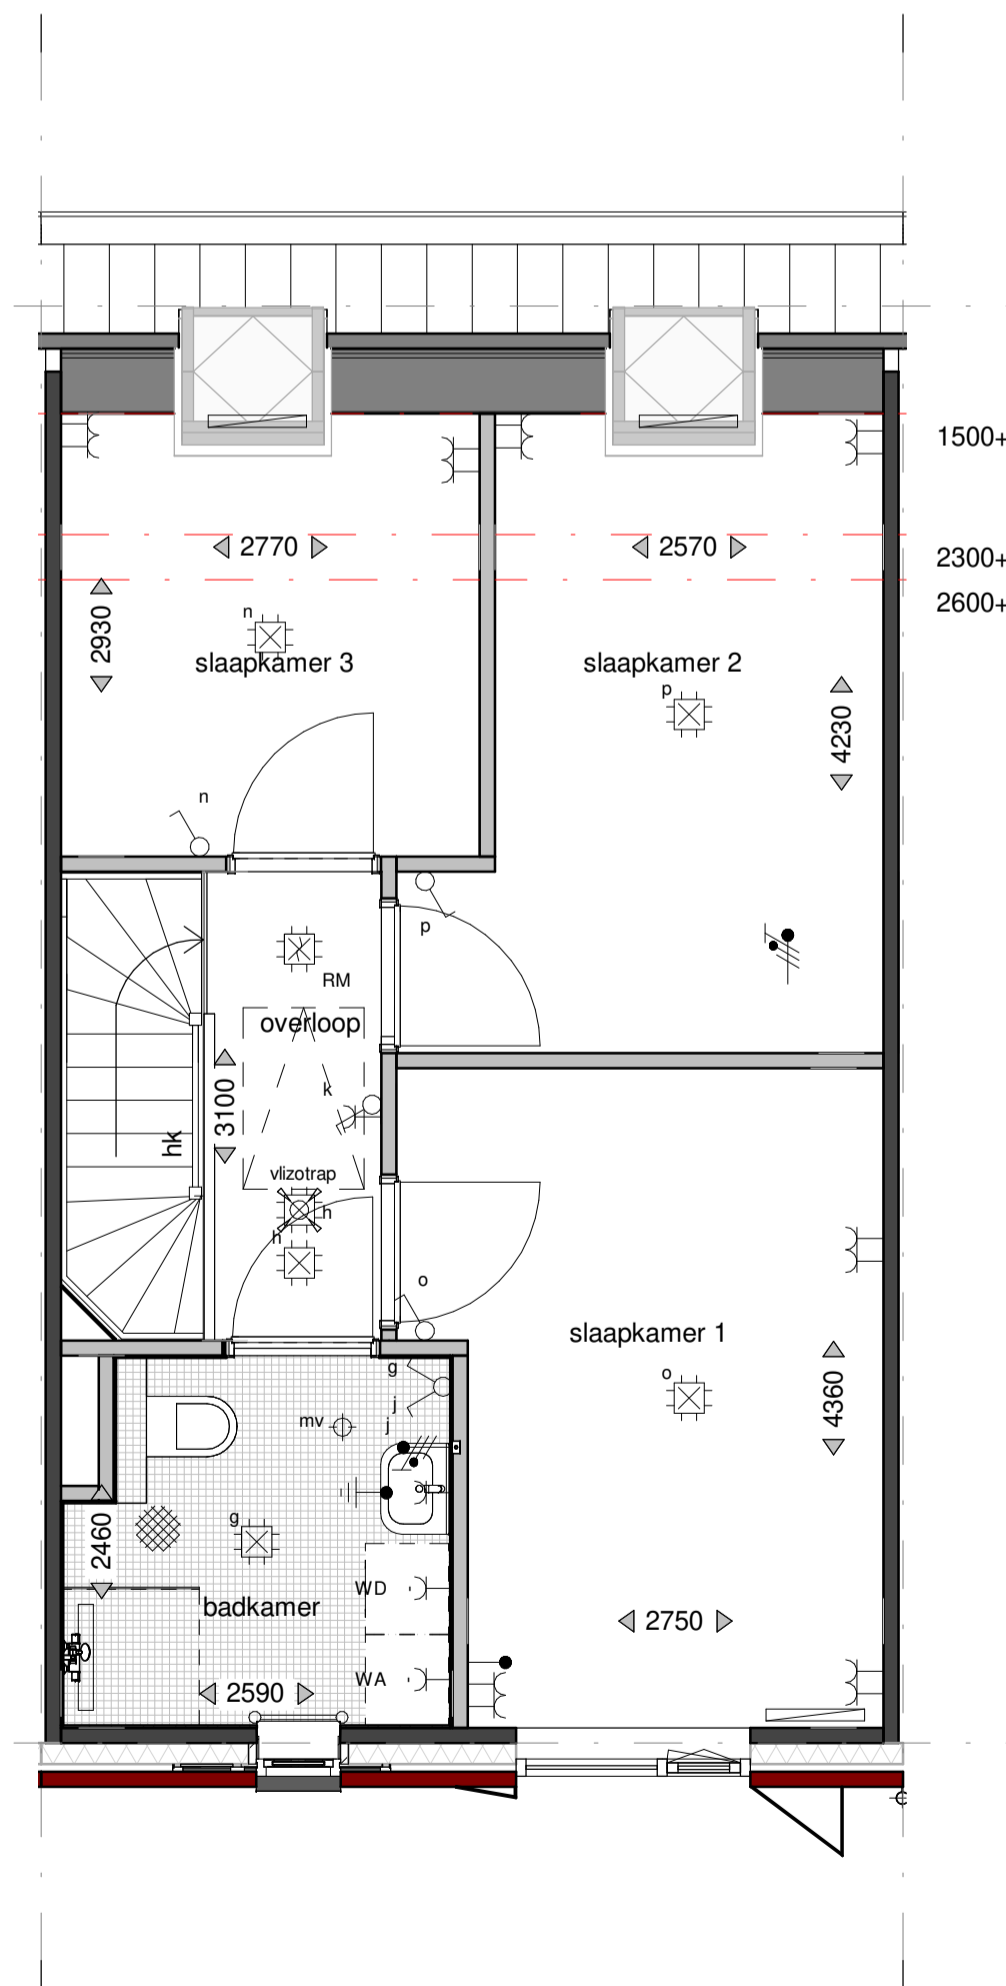 1500+
2770
2570
2300+
2600+
n
2930
slaapkamer 3
slaapkamer 2
p
4230
n
p
RM
overloop
k
3100
hk
vlizotrap
h
h
o
slaapkamer 1
g
o
j
4360
mv
j
g
2460
WD
badkamer
2750
WA
2590